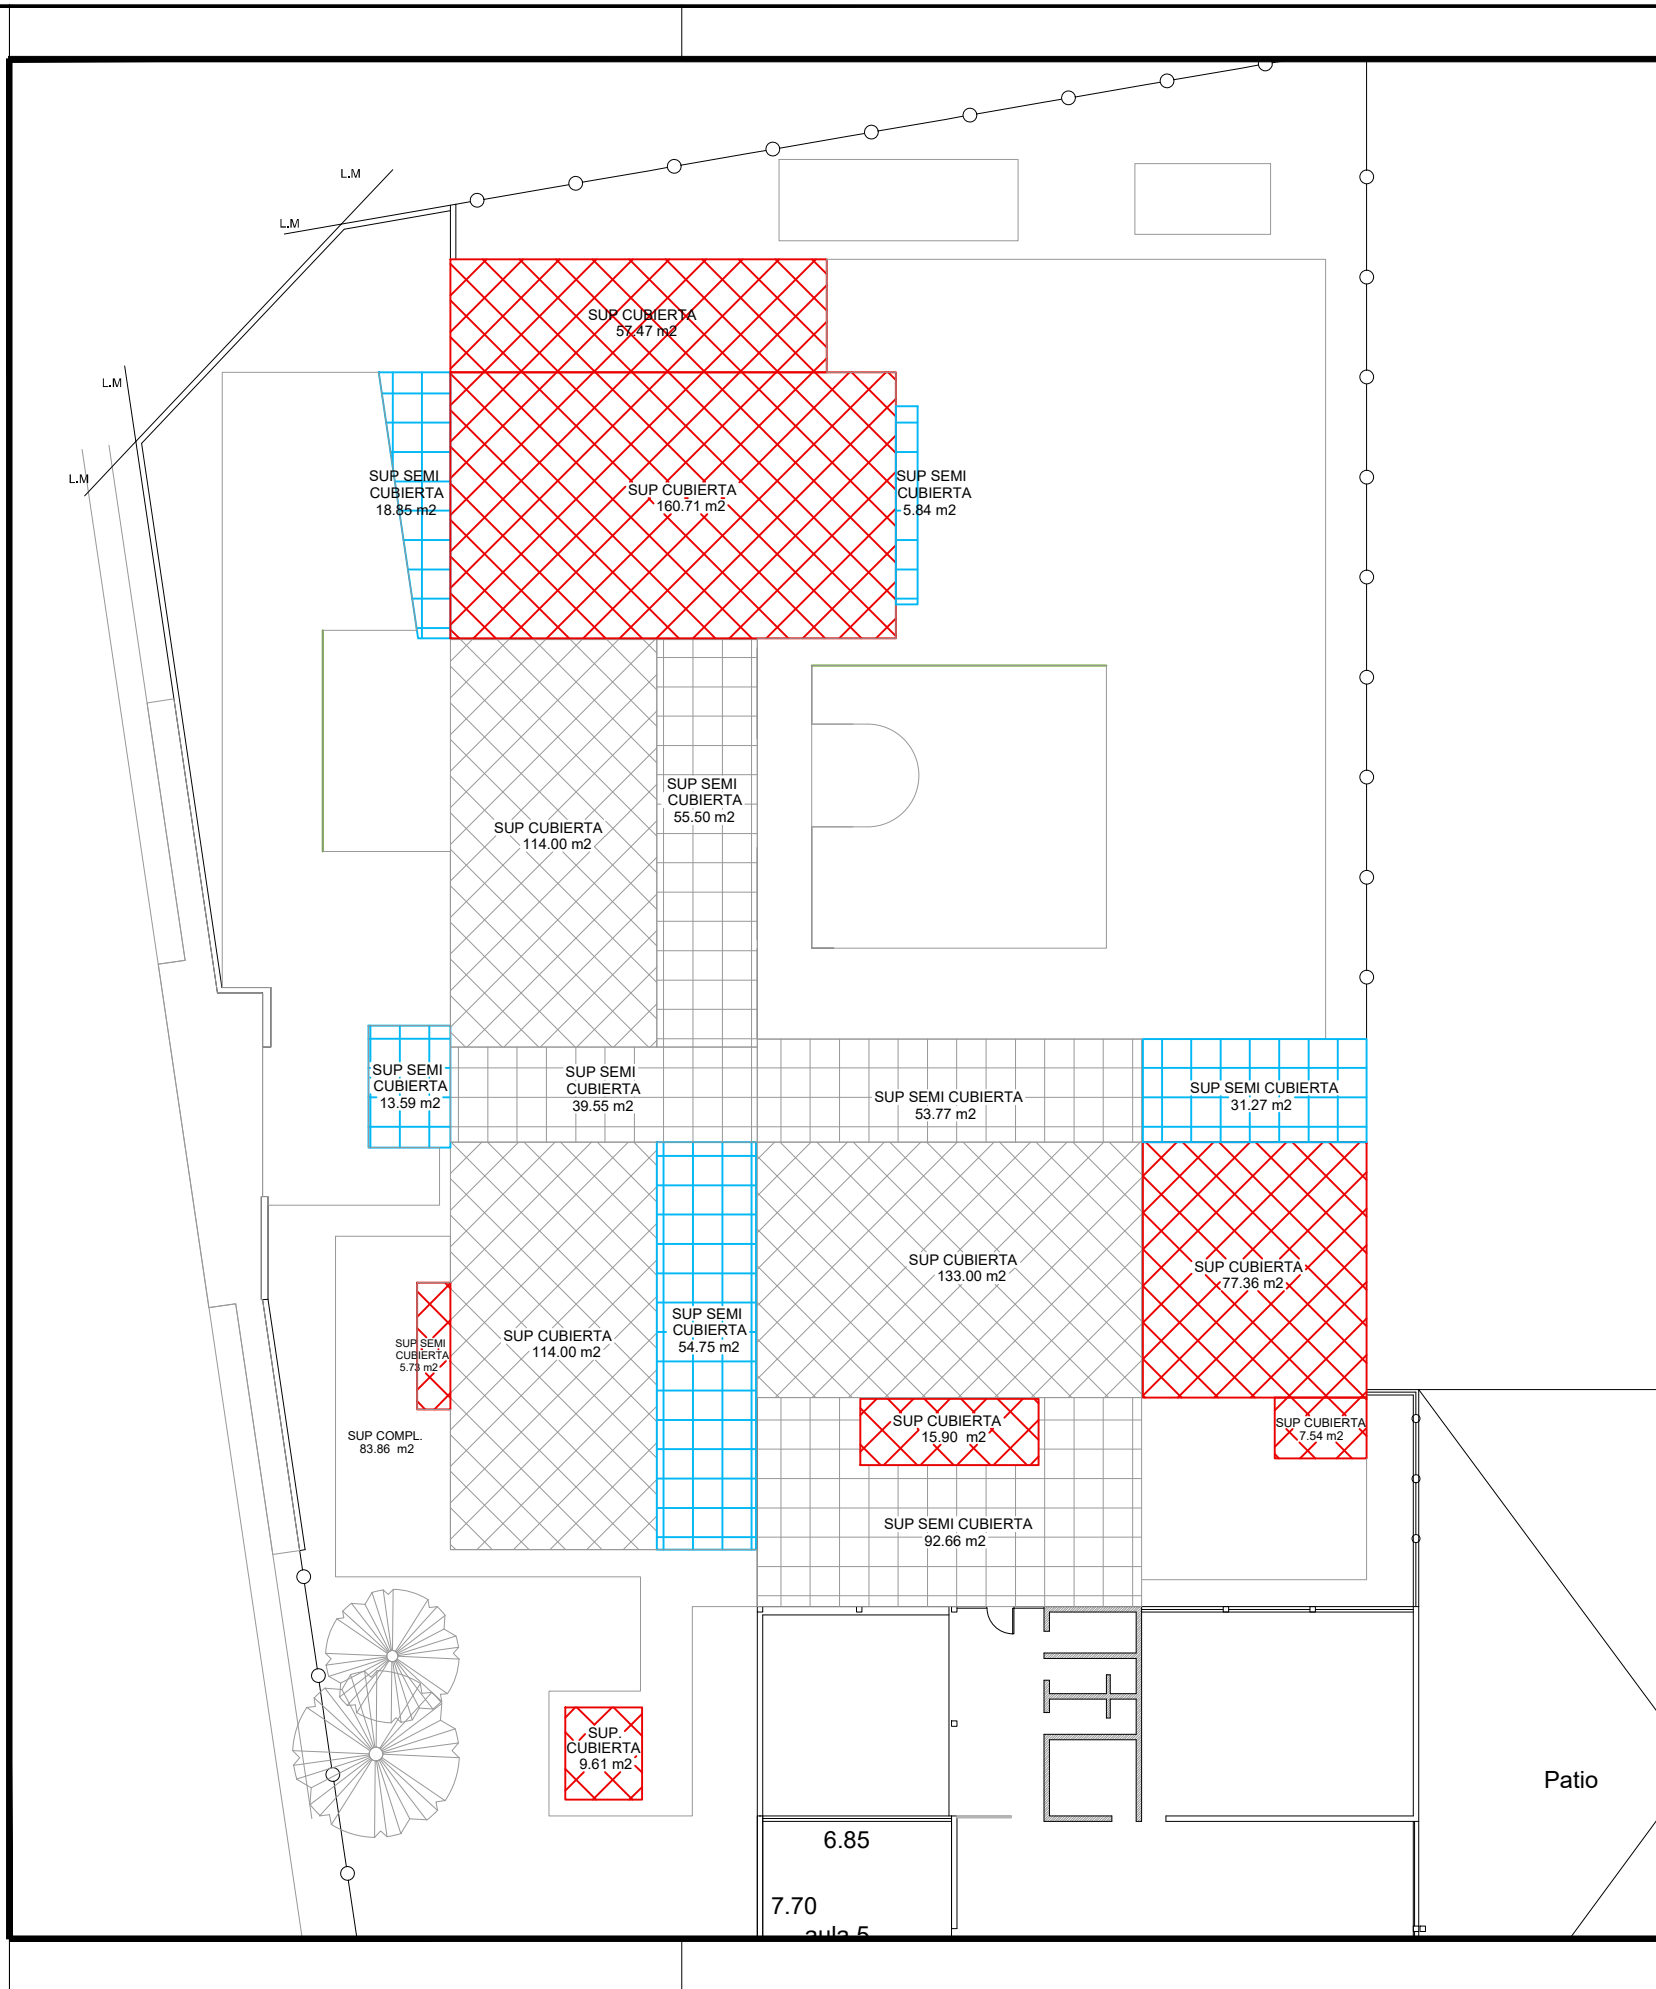 L.M
L.M
L.M
L.M
SUP CUBIERTA
57.47 m2
SUP SEMI
CUBIERTA
18.85 m2
SUP CUBIERTA
160.71 m2
SUP SEMI
CUBIERTA
5.84 m2
SUP SEMI
CUBIERTA
55.50 m2
SUP CUBIERTA
114.00 m2
SUP SEMI
CUBIERTA
13.59 m2
SUP SEMI
CUBIERTA
39.55 m2
SUP SEMI CUBIERTA
53.77 m2
SUP SEMI CUBIERTA
31.27 m2
SUP CUBIERTA
133.00 m2
SUP CUBIERTA
77.36 m2
SUP SEMI
CUBIERTA
54.75 m2
SUP CUBIERTA
114.00 m2
SUP SEMI
CUBIERTA
5.73 m2
SUP COMPL.
83.86 m2
SUP CUBIERTA
15.90 m2
SUP CUBIERTA
7.54 m2
SUP SEMI CUBIERTA
92.66 m2
SUP.
CUBIERTA
9.61 m2
Patio
6.85
7.70
aula 5